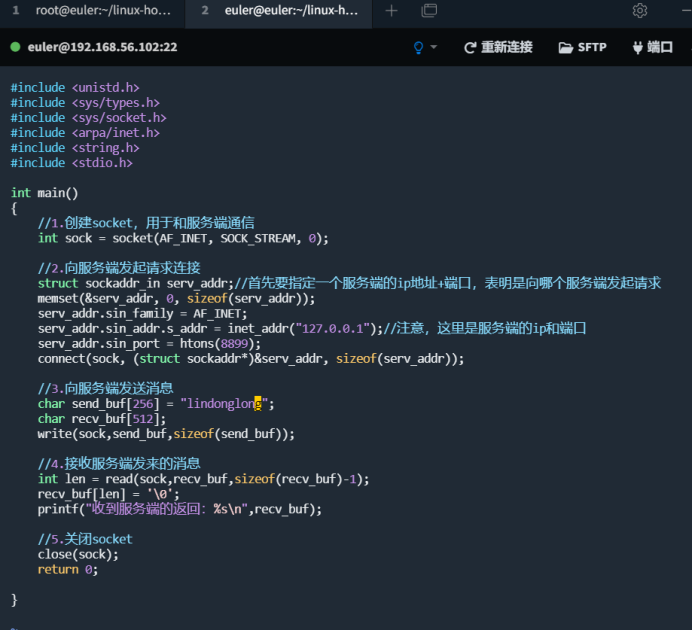 1 root@euler:~/linux-ho... 2 euler@euler:~/linux-h...
euler@192.168.56.102:22 重新连接 SFTP 端口
#include <unistd.h>
#include <sys/types.h>
#include <sys/socket.h>
#include <arpa/inet.h>
#include <string.h>
#include <stdio.h>
int main()
{
//1.创建socket，用于和服务端通信
int sock = socket(AF_INET, SOCK_STREAM, 0);
//2.向服务端发起请求连接
struct sockaddr_in serv_addr;//首先要指定一个服务端的ip地址+端口，表明是向哪个服务端发起请求
memset(&serv_addr, 0, sizeof(serv_addr));
serv_addr.sin_family = AF_INET;
serv_addr.sin_addr.s_addr = inet_addr("127.0.0.1");//注意，这里是服务端的ip和端口
serv_addr.sin_port = htons(8899);
connect(sock, (struct sockaddr*)&serv_addr, sizeof(serv_addr));
//3.向服务端发送消息
char send_buf[256] = "lindonglong";
char recv_buf[512];
write(sock,send_buf,sizeof(send_buf));
//4.接收服务端发来的消息
int len = read(sock,recv_buf,sizeof(recv_buf)-1);
recv_buf[len] = '\0';
printf("收到服务端的返回：%s\n",recv_buf);
//5.关闭socket
close(sock);
return 0;
}